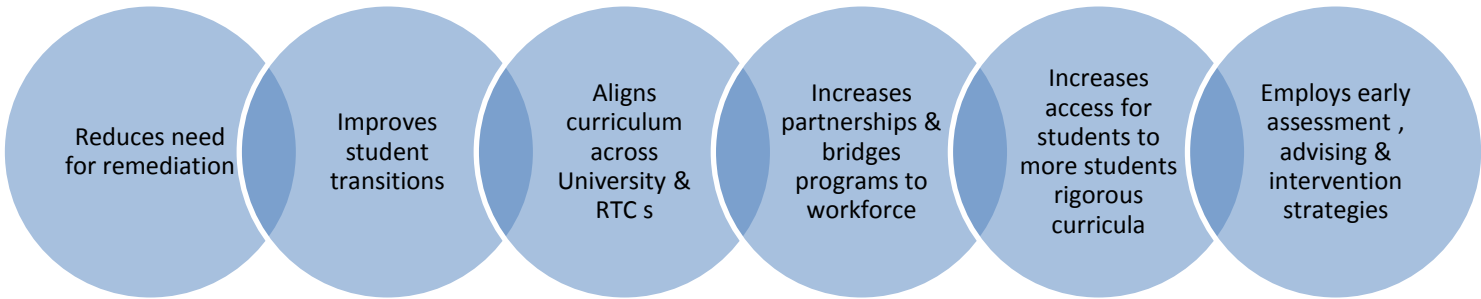 Reduces need
for remediation
Improves
student
transitions
Aligns
curriculum
across
University &
RTC s
Increases
partnerships &
bridges
programs to
workforce
Increases
access for
students to
more students
rigorous
curricula
Employs early
assessment ,
advising &
intervention
strategies